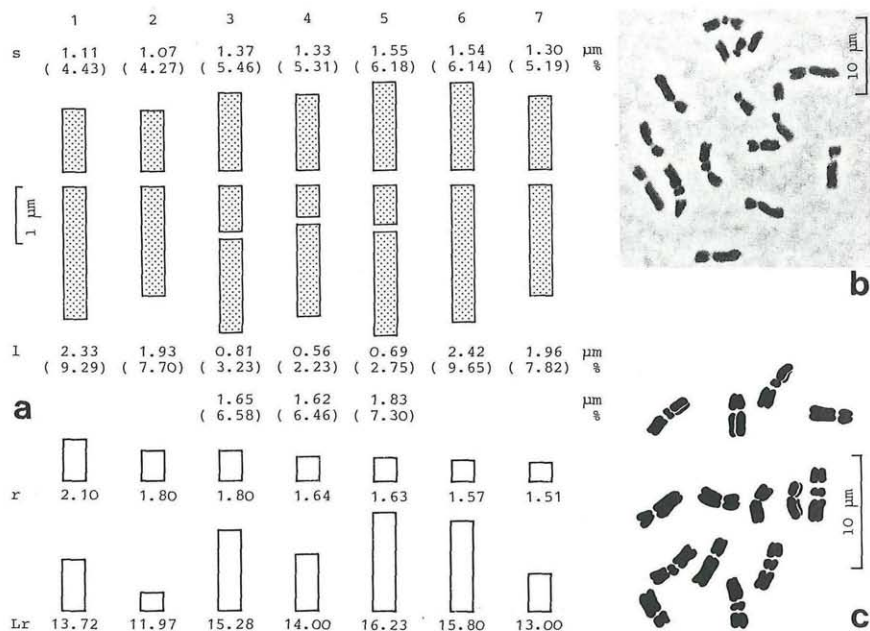 1 2 3 4 5 6 7
s 1.11 1.07 1.37 1.33 1.55 1.54 1.30 µm
( 4.43) ( 4.27) ( 5.46) ( 5.31) ( 6.18) ( 6.14) ( 5.19) %
1 µm
l 2.33 1.93 0.81 0.56 0.69 2.42 1.96 µm
( 9.29) ( 7.70) ( 3.23) ( 2.23) ( 2.75) ( 9.65) ( 7.82) %
1.65 1.62 1.83 µm
( 6.58) ( 6.46) ( 7.30) %
a
r 2.10 1.80 1.80 1.64 1.63 1.57 1.51
Lr 13.72 11.97 15.28 14.00 16.23 15.80 13.00
10 µm
b
10 µm
c